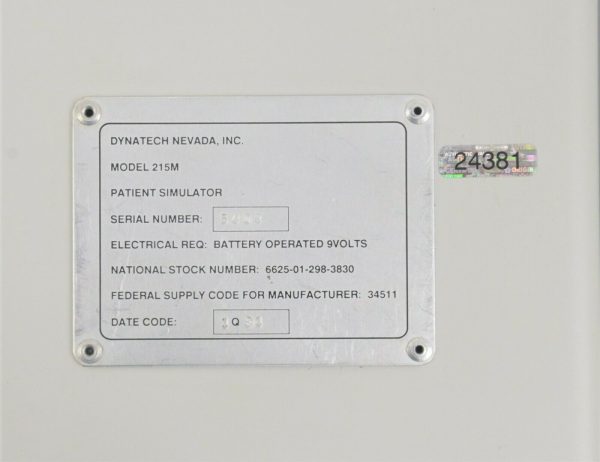 DYNATECH NEVADA, INC.
MODEL 215M
PATIENT SIMULATOR
SERIAL NUMBER:
ELECTRICAL REQ: BATTERY OPERATED 9VOLTS
NATIONAL STOCK NUMBER: 6625-01-298-3830
FEDERAL SUPPLY CODE FOR MANUFACTURER: 34511
DATE CODE:
24381